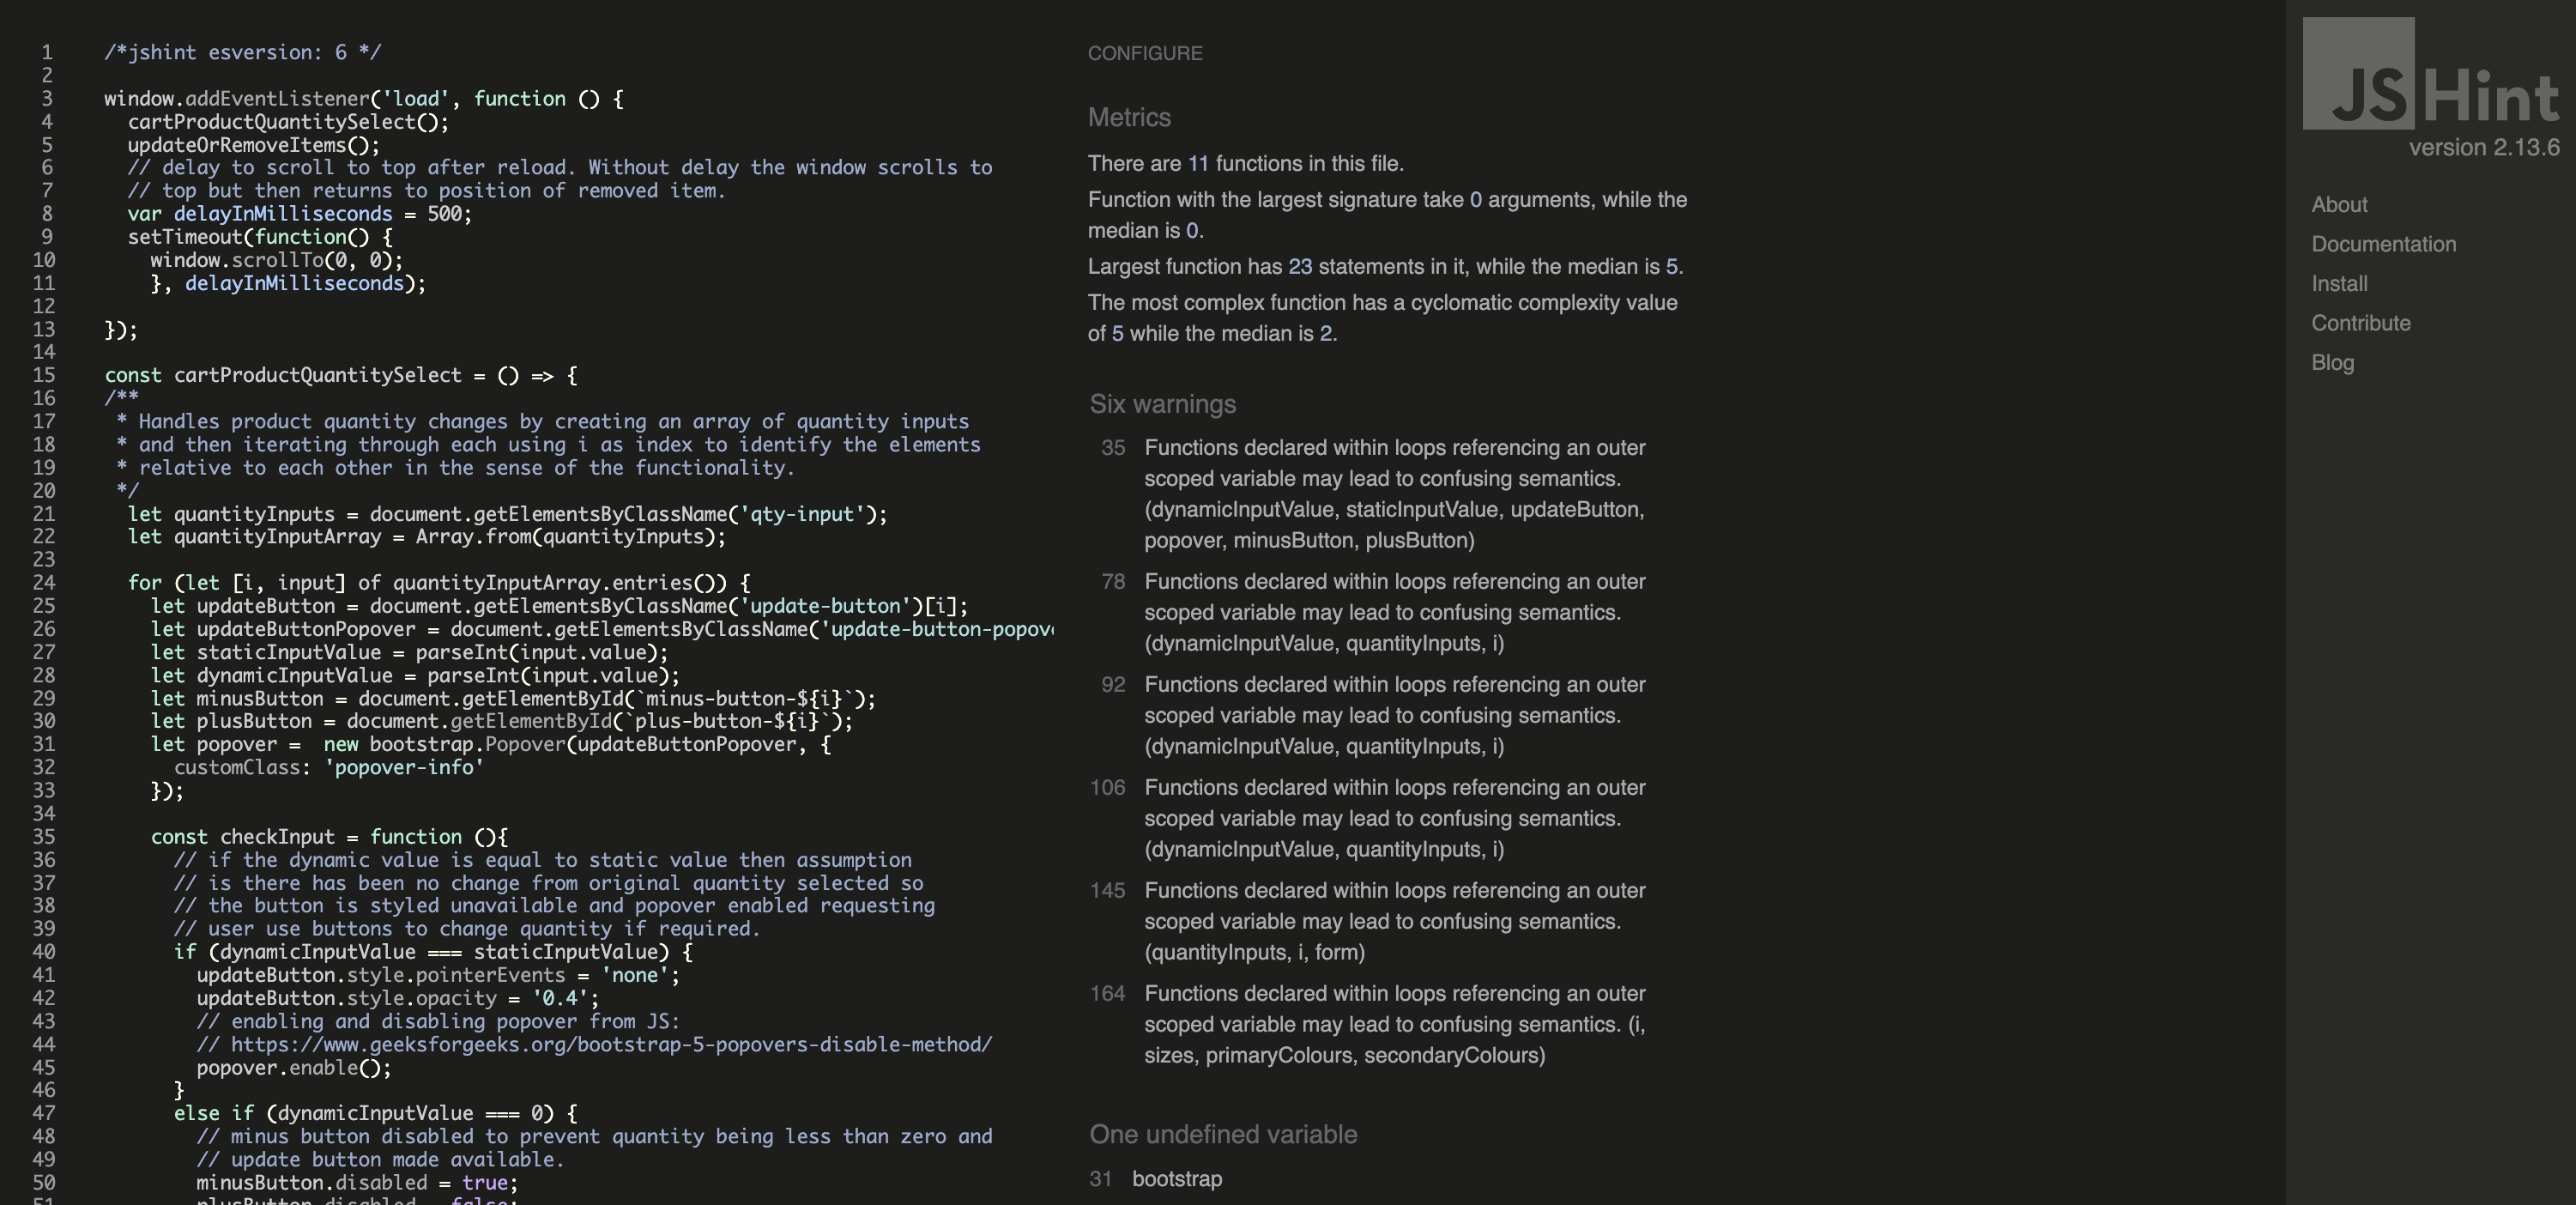 1 /*jshint esversion: 6 */
2
3 window.addEventListener('load', function () {
4 cartProductQuantitySelect();
5 updateOrRemoveItems();
6 // delay to scroll to top after reload. Without delay the window scrolls to
7 // top but then returns to position of removed item.
8 var delayInMilliseconds = 500;
9 setTimeout(function() {
10 window.scrollTo(0, 0);
11 }, delayInMilliseconds);
12
13 });
14
15 const cartProductQuantitySelect = () => {
16 /**
17 * Handles product quantity changes by creating an array of quantity inputs
18 * and then iterating through each using i as index to identify the elements
19 * relative to each other in the sense of the functionality.
20 */
21 let quantityInputs = document.getElementsByClassName('qty-input');
22 let quantityInputArray = Array.from(quantityInputs);
23
24 for (let [i, input] of quantityInputArray.entries()) {
25 let updateButton = document.getElementsByClassName('update-button')[i];
26 let updateButtonPopover = document.getElementsByClassName('update-button-popov
27 let staticInputValue = parseInt(input.value);
28 let dynamicInputValue = parseInt(input.value);
29 let minusButton = document.getElementById(`minus-button-${i}`);
30 let plusButton = document.getElementById(`plus-button-${i}`);
31 let popover =  new bootstrap.Popover(updateButtonPopover, {
32 customClass: 'popover-info'
33 });
34
35 const checkInput = function (){
36 // if the dynamic value is equal to static value then assumption
37 // is there has been no change from original quantity selected so
38 // the button is styled unavailable and popover enabled requesting
39 // user use buttons to change quantity if required.
40 if (dynamicInputValue === staticInputValue) {
41 updateButton.style.pointerEvents = 'none';
42 updateButton.style.opacity = '0.4';
43 // enabling and disabling popover from JS:
44 // https://www.geeksforgeeks.org/bootstrap-5-popovers-disable-method/
45 popover.enable();
46 }
47 else if (dynamicInputValue === 0) {
48 // minus button disabled to prevent quantity being less than zero and
49 // update button made available.
50 minusButton.disabled = true;
51 plusButton.disabled = false;
CONFIGURE
Metrics
There are 11 functions in this file.
Function with the largest signature take 0 arguments, while the
median is 0.
Largest function has 23 statements in it, while the median is 5.
The most complex function has a cyclomatic complexity value
of 5 while the median is 2.
Six warnings
35 Functions declared within loops referencing an outer
scoped variable may lead to confusing semantics.
(dynamicInputValue, staticInputValue, updateButton,
popover, minusButton, plusButton)
78 Functions declared within loops referencing an outer
scoped variable may lead to confusing semantics.
(dynamicInputValue, quantityInputs, i)
92 Functions declared within loops referencing an outer
scoped variable may lead to confusing semantics.
(dynamicInputValue, quantityInputs, i)
106 Functions declared within loops referencing an outer
scoped variable may lead to confusing semantics.
(dynamicInputValue, quantityInputs, i)
145 Functions declared within loops referencing an outer
scoped variable may lead to confusing semantics.
(quantityInputs, i, form)
164 Functions declared within loops referencing an outer
scoped variable may lead to confusing semantics. (i,
sizes, primaryColours, secondaryColours)
One undefined variable
31 bootstrap
JSHint
version 2.13.6
About
Documentation
Install
Contribute
Blog